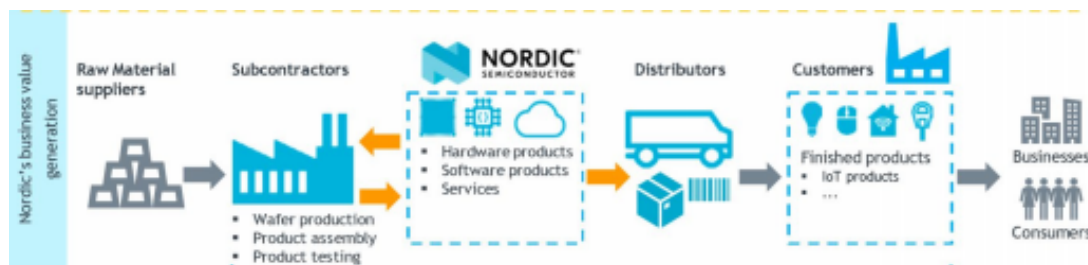 Nordic's business value
generation
Raw Material
suppliers
Subcontractors
▪ Wafer production
▪ Product assembly
▪ Product testing
NORDIC®
SEMICONDUCTOR
▪ Hardware products
▪ Software products
▪ Services
Distributors
Customers
Finished products
▪ IoT products
▪ ...
Businesses
Consumers